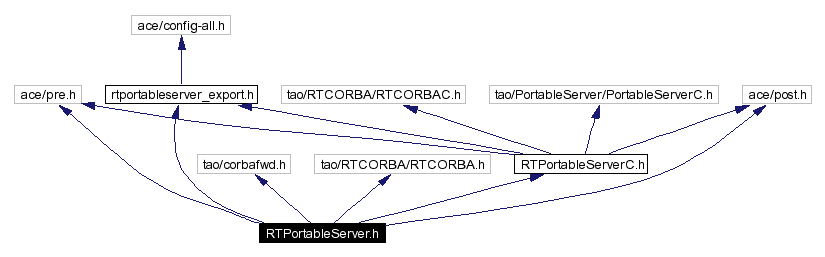 ace/config-all.h
ace/pre.h
rtportableserver_export.h
tao/RTCORBA/RTCORBAC.h
tao/PortableServer/PortableServerC.h
ace/post.h
tao/corbafwd.h
tao/RTCORBA/RTCORBA.h
RTPortableServerC.h
RTPortableServer.h